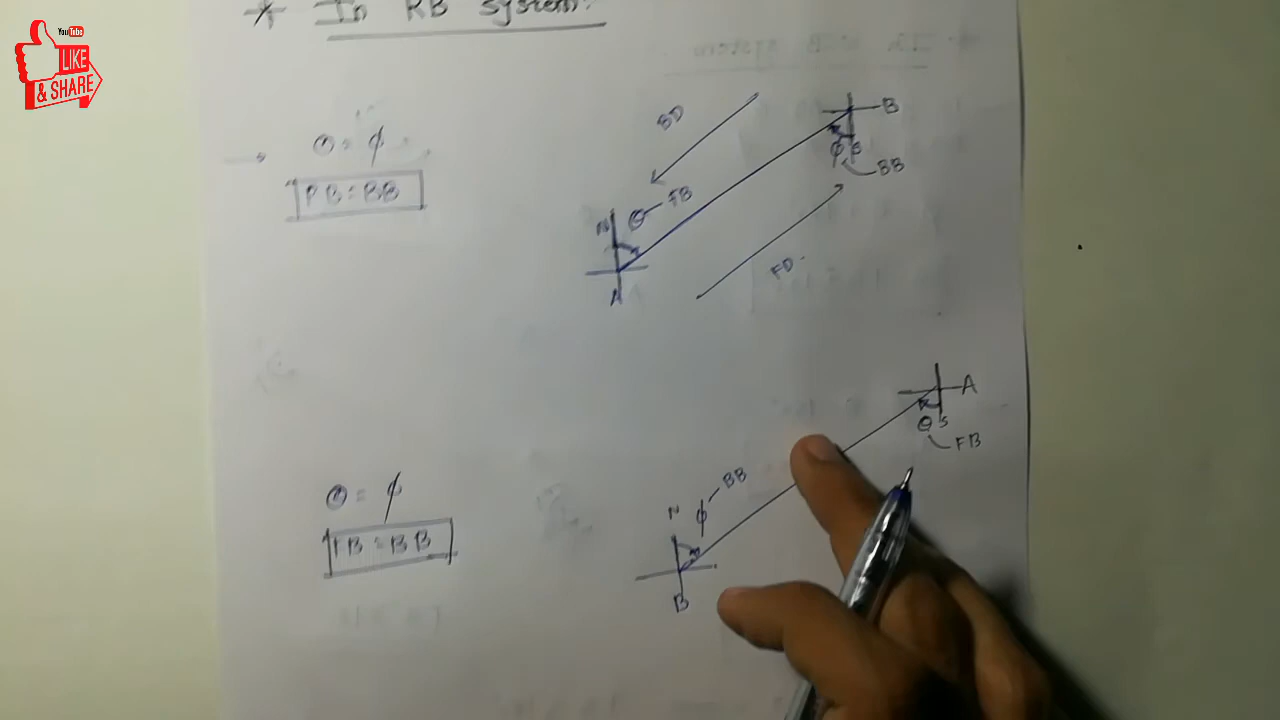 YouTube
LIKE
& SHARE
* In RB system.
θ = ϕ
FB = BB
BD
B
ϕ S
BB
N
θ FB
A
FD
A
θ S
FB
BB
N
ϕ
B
θ = ϕ
FB = BB